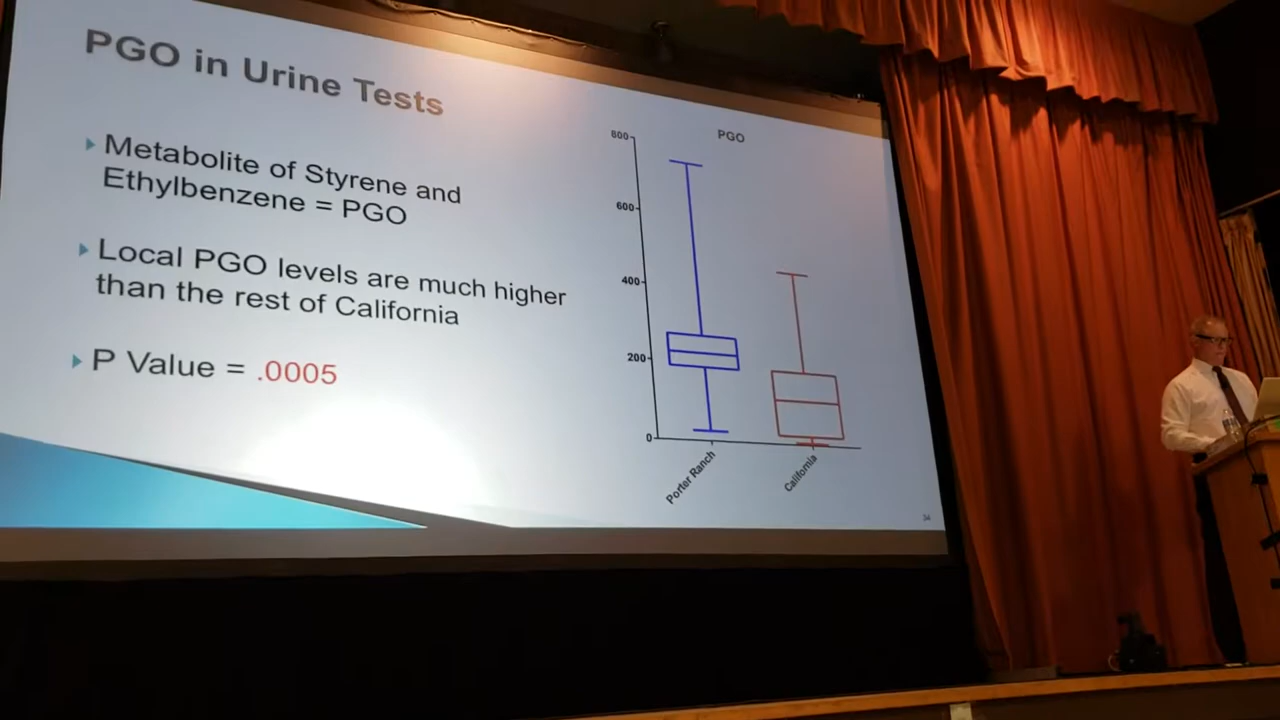 PGO in Urine Tests
Metabolite of Styrene and
Ethylbenzene = PGO
Local PGO levels are much higher
than the rest of California
P Value = .0005
PGO
800
600
400
200
0
Porter Ranch
California
34